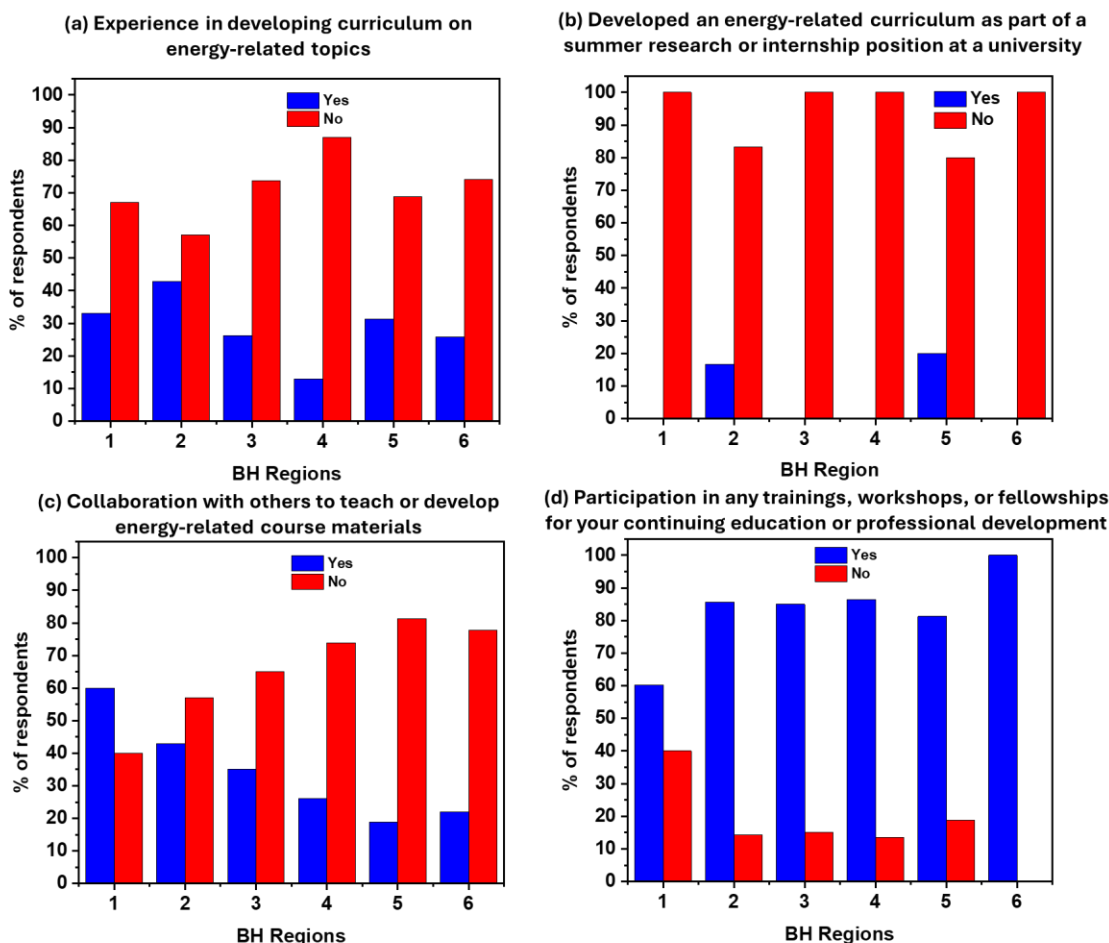 (a) Experience in developing curriculum on
energy-related topics
% of respondents
100
90
80
70
60
50
40
30
20
10
0
Yes
No
1 2 3 4 5 6
BH Regions
(b) Developed an energy-related curriculum as part of a
summer research or internship position at a university
% of respondents
100
90
80
70
60
50
40
30
20
10
0
Yes
No
1 2 3 4 5 6
BH Region
(c) Collaboration with others to teach or develop
energy-related course materials
% of respondents
100
90
80
70
60
50
40
30
20
10
0
Yes
No
1 2 3 4 5 6
BH Regions
(d) Participation in any trainings, workshops, or fellowships
for your continuing education or professional development
% of respondents
100
90
80
70
60
50
40
30
20
10
0
Yes
No
1 2 3 4 5 6
BH Regions